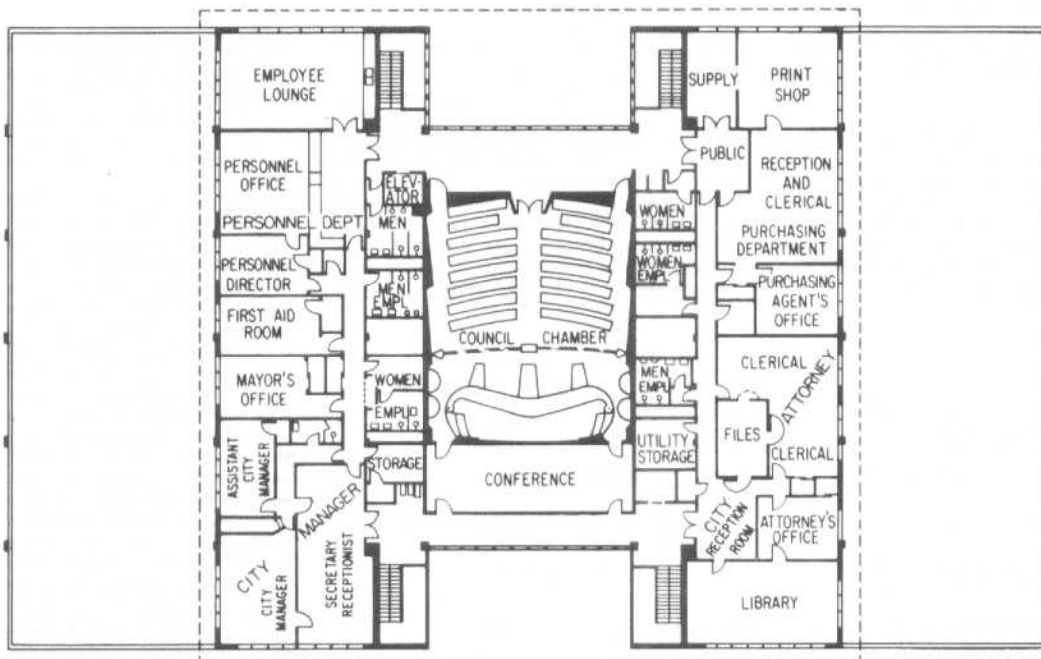 EMPLOYEE
LOUNGE
SUPPLY
PRINT
SHOP
PERSONNEL
OFFICE
PERSONNEL DEPT
ELEV-
ATOR
MEN
PUBLIC
RECEPTION
AND
CLERICAL
PURCHASING
DEPARTMENT
WOMEN
PERSONNEL
DIRECTOR
MEN
EMPL
WOMEN
EMPL
PURCHASING
AGENT'S
OFFICE
FIRST AID
ROOM
COUNCIL CHAMBER
MAYOR'S
OFFICE
WOMEN
EMPL
MEN
EMPL
CLERICAL
ATTORNEY
FILES
CLERICAL
ASSISTANT
CITY
MANAGER
STORAGE
UTILITY
STORAGE
CONFERENCE
MANAGER
CITY
CITY
MANAGER
SECRETARY
RECEPTIONIST
CITY
RECEPTION
ROOM
ATTORNEY'S
OFFICE
LIBRARY